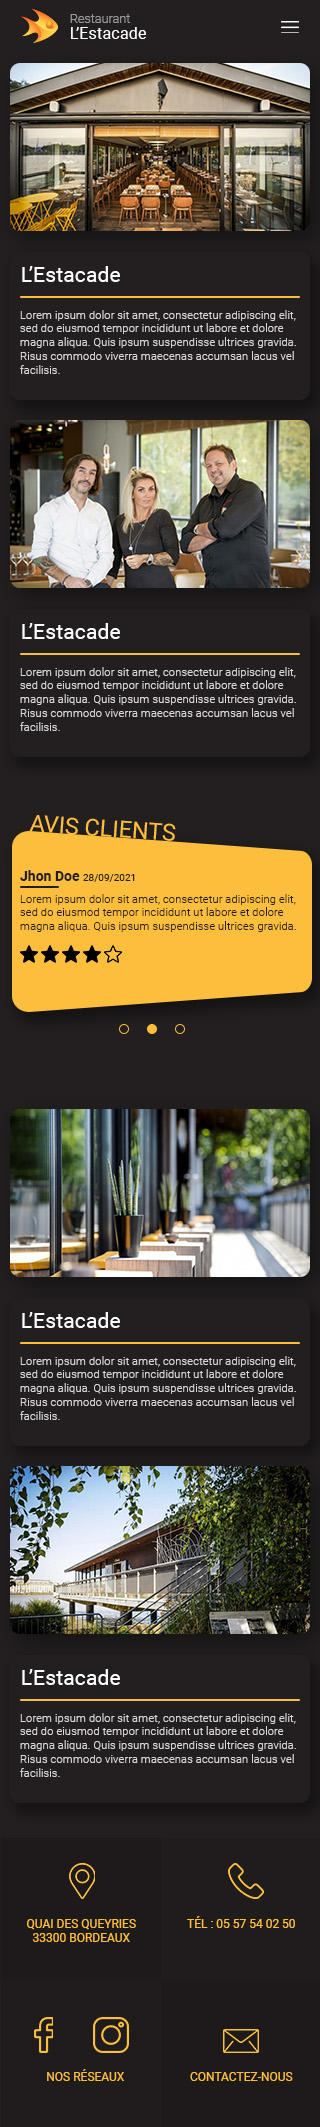 Restaurant
L'Estacade
L'Estacade
Lorem ipsum dolor sit amet, consectetur adipiscing elit,
sed do eiusmod tempor incididunt ut labore et dolore
magna aliqua. Quis ipsum suspendisse ultrices gravida.
Risus commodo viverra maecenas accumsan lacus vel
facilisis.
L'Estacade
Lorem ipsum dolor sit amet, consectetur adipiscing elit,
sed do eiusmod tempor incididunt ut labore et dolore
magna aliqua. Quis ipsum suspendisse ultrices gravida.
Risus commodo viverra maecenas accumsan lacus vel
facilisis.
AVIS CLIENTS
Jhon Doe 28/09/2021
Lorem ipsum dolor sit amet, consectetur adipiscing elit,
sed do eiusmod tempor incididunt ut labore et dolore
magna aliqua. Quis ipsum suspendisse ultrices gravida.
L'Estacade
Lorem ipsum dolor sit amet, consectetur adipiscing elit,
sed do eiusmod tempor incididunt ut labore et dolore
magna aliqua. Quis ipsum suspendisse ultrices gravida.
Risus commodo viverra maecenas accumsan lacus vel
facilisis.
L'Estacade
Lorem ipsum dolor sit amet, consectetur adipiscing elit,
sed do eiusmod tempor incididunt ut labore et dolore
magna aliqua. Quis ipsum suspendisse ultrices gravida.
Risus commodo viverra maecenas accumsan lacus vel
facilisis.
QUAI DES QUEYRIES
33300 BORDEAUX
TÉL : 05 57 54 02 50
NOS RÉSEAUX
CONTACTEZ-NOUS